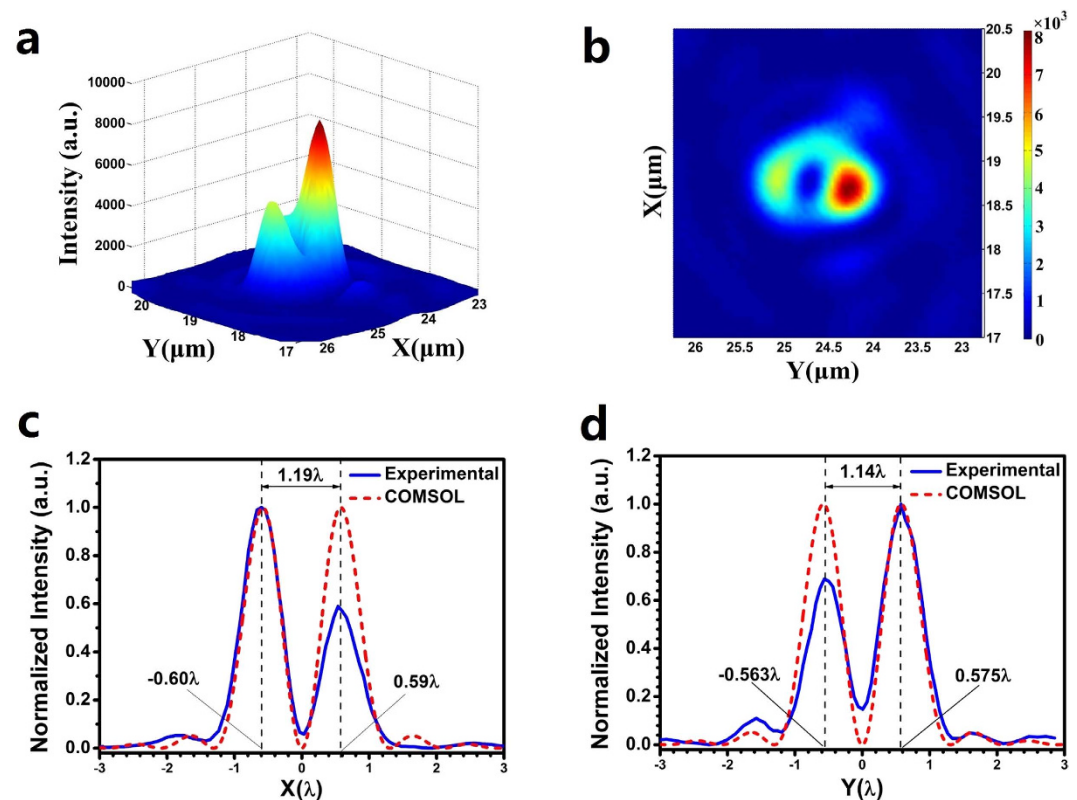 a
Intensity (a.u.)
10000
8000
6000
4000
2000
0
20
19
18
17
Y(μm)
26
25
24
23
X(μm)
b
X(μm)
20.5
20
19.5
19
18.5
18
17.5
17
26
25.5
25
24.5
24
23.5
23
Y(μm)
×10³
8
7
6
5
4
3
2
1
0
c
Normalized Intensity (a.u.)
1.2
1.0
0.8
0.6
0.4
0.2
0.0
1.19λ
Experimental
COMSOL
-0.60λ
0.59λ
-3
-2
-1
0
1
2
3
X(λ)
d
Normalized Intensity (a.u.)
1.2
1.0
0.8
0.6
0.4
0.2
0.0
1.14λ
Experimental
COMSOL
-0.563λ
0.575λ
-3
-2
-1
0
1
2
3
Y(λ)